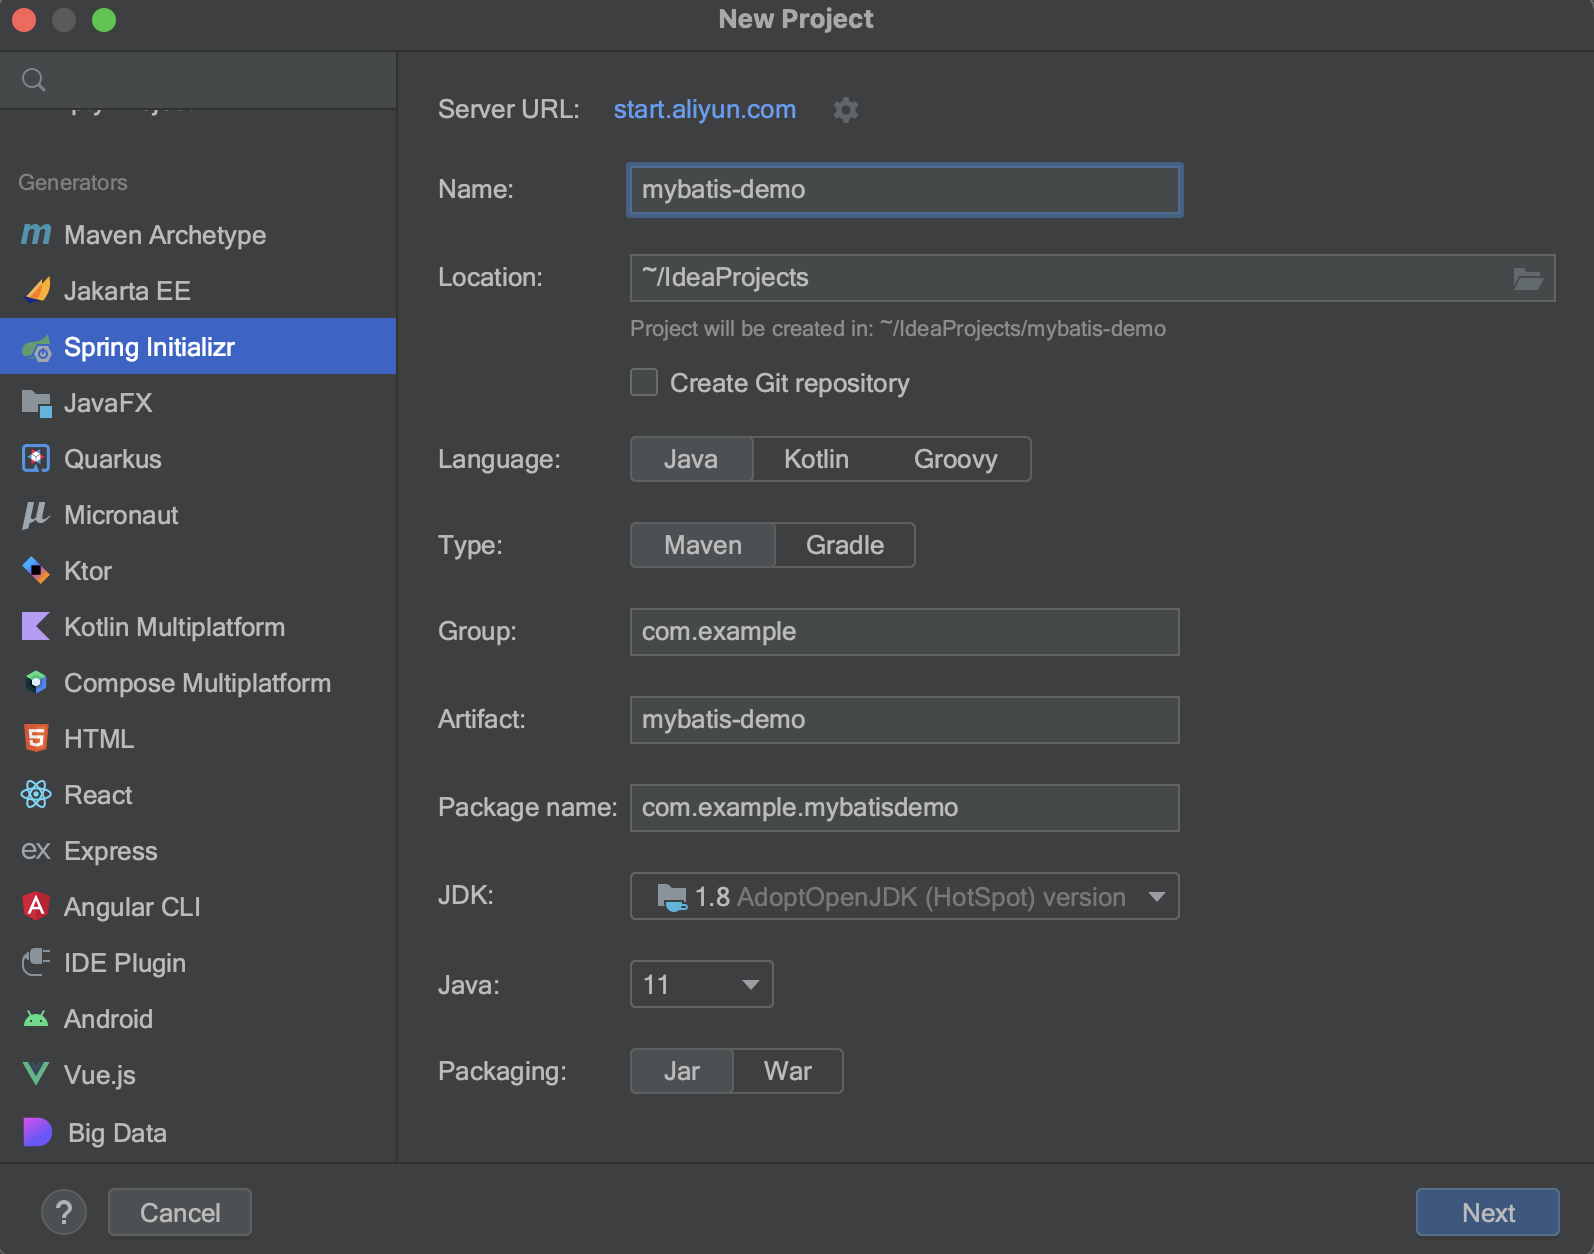 New Project
Generators
Maven Archetype
Jakarta EE
Spring Initializr
JavaFX
Quarkus
Micronaut
Ktor
Kotlin Multiplatform
Compose Multiplatform
HTML
React
ex Express
Angular CLI
IDE Plugin
Android
Vue.js
Big Data
Server URL: start.aliyun.com
Name: mybatis-demo
Location: ~/IdeaProjects
Project will be created in: ~/IdeaProjects/mybatis-demo
Create Git repository
Language: Java Kotlin Groovy
Type: Maven Gradle
Group: com.example
Artifact: mybatis-demo
Package name: com.example.mybatisdemo
JDK: 1.8 AdoptOpenJDK (HotSpot) version
Java: 11
Packaging: Jar War
? Cancel Next